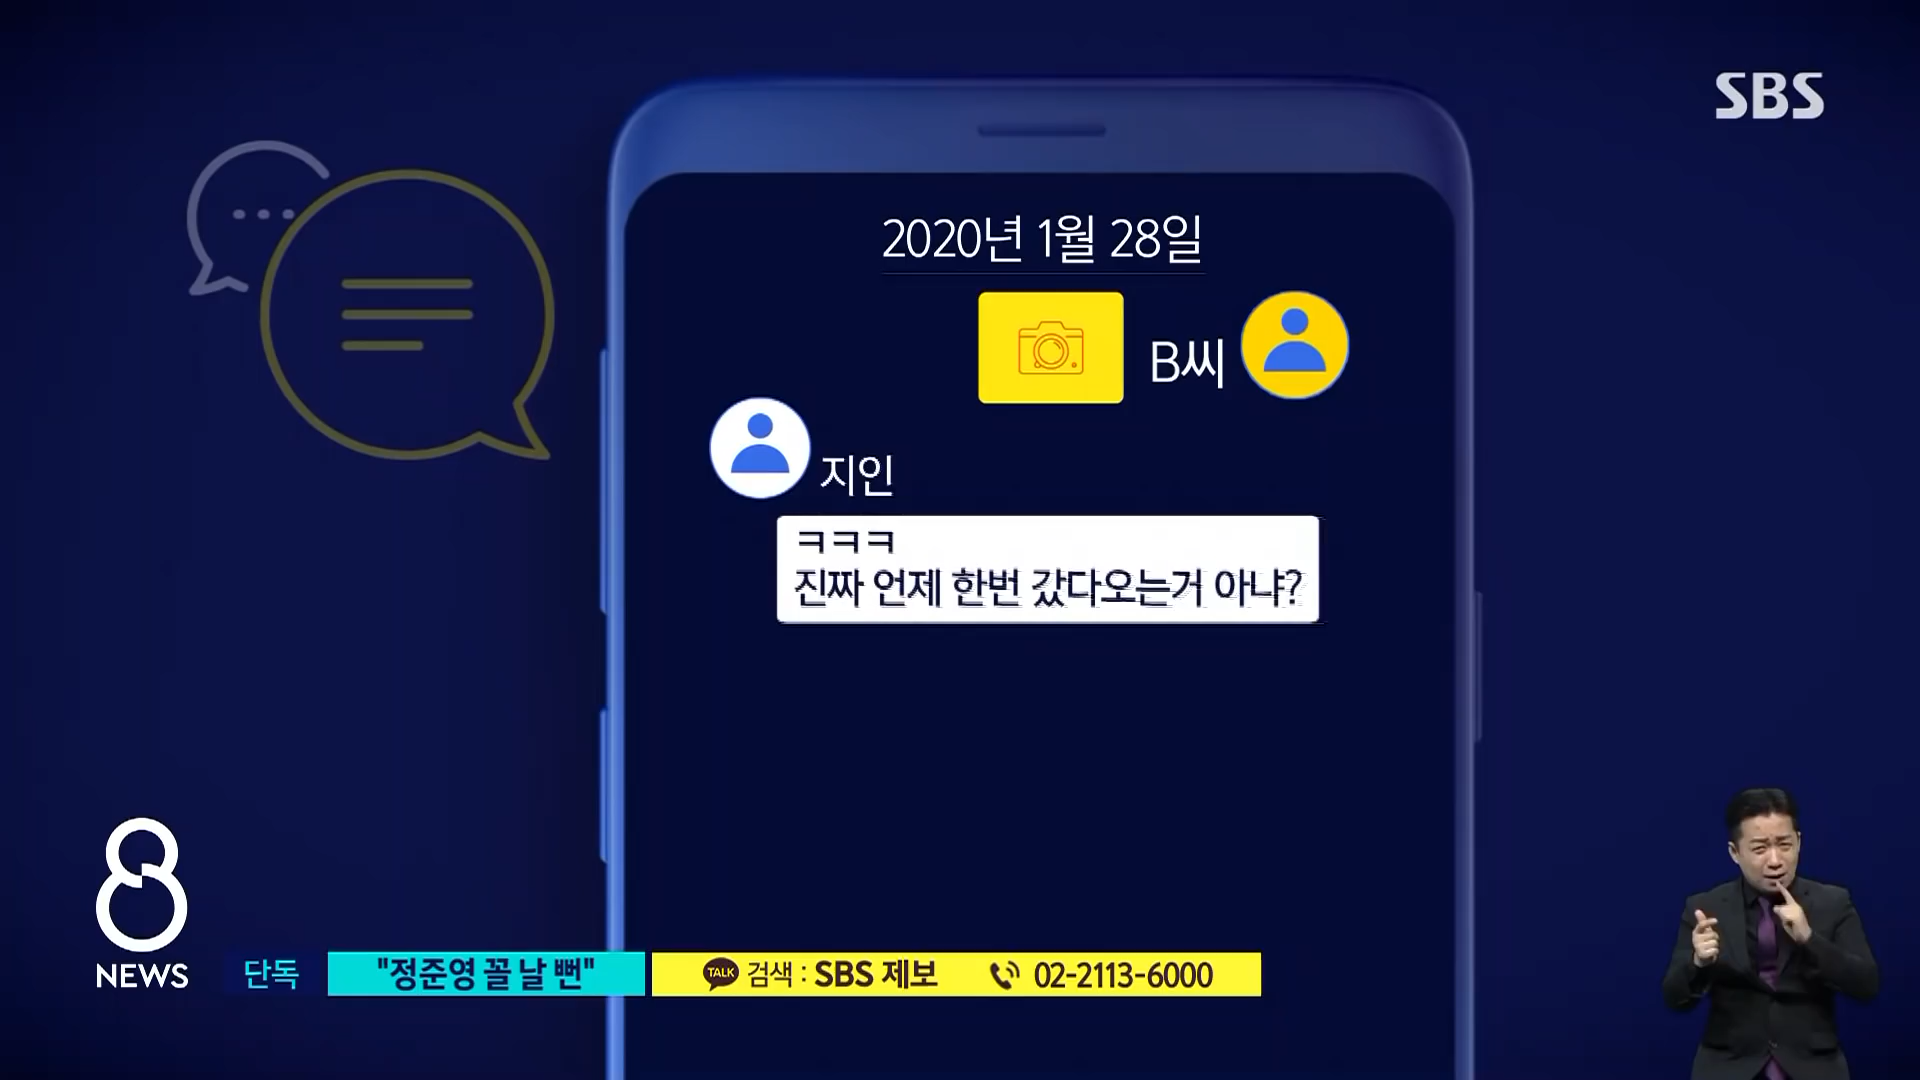 SBS
2020년 1월 28일
B씨
지인
ㅋㅋㅋ
진짜 언제 한번 갔다오는거 아냐?
8
NEWS
단독
"정준영 꼴 날 뻔"
TALK 검색 : SBS 제보 02-2113-6000